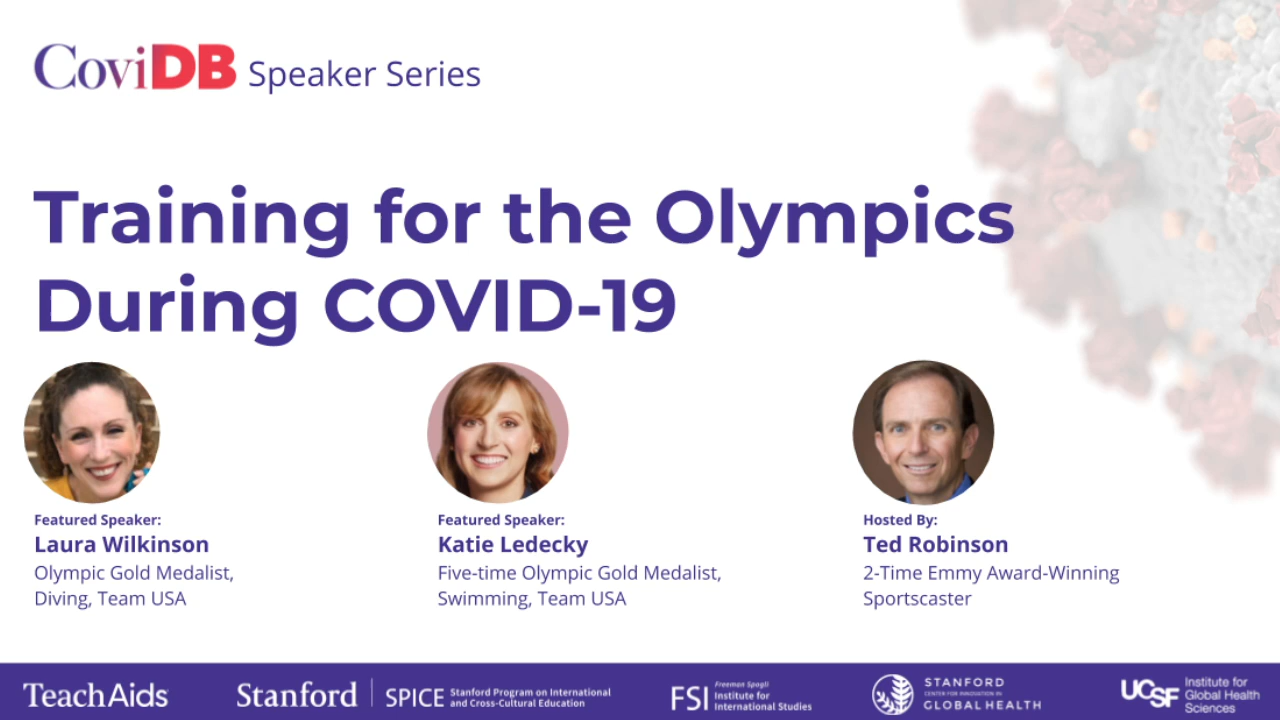 CoviDB Speaker Series
Training for the Olympics
During COVID-19
Featured Speaker:
Laura Wilkinson
Olympic Gold Medalist,
Diving, Team USA
Featured Speaker:
Katie Ledecky
Five-time Olympic Gold Medalist,
Swimming, Team USA
Hosted By:
Ted Robinson
2-Time Emmy Award-Winning
Sportscaster
TeachAids
Stanford
SPICE
Stanford Program on International
and Cross-Cultural Education
FSI
Freeman Spogli
Institute for
International Studies
STANFORD
CENTER FOR INNOVATION IN
GLOBAL HEALTH
UCSF
Institute for
Global Health
Sciences